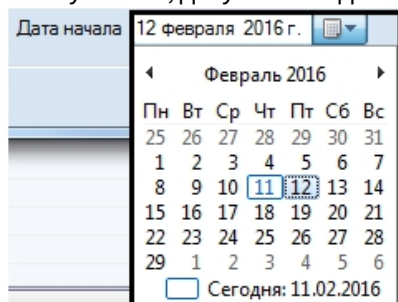 Дата начала 12 февраля 2016 г.
Февраль 2016
Пн Вт Ср Чт Пт Сб Вс
25 26 27 28 29 30 31
1 2 3 4 5 6 7
8 9 10 11 12 13 14
15 16 17 18 19 20 21
22 23 24 25 26 27 28
29 1 2 3 4 5 6
Сегодня: 11.02.2016